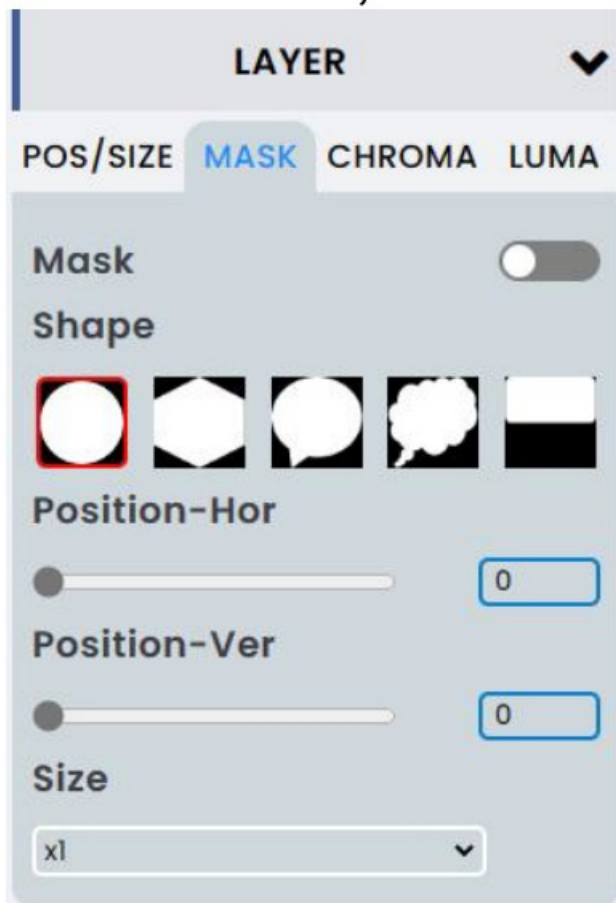 LAYER
POS/SIZE MASK CHROMA LUMA
Mask
Shape
Position-Hor
0
Position-Ver
0
Size
x1